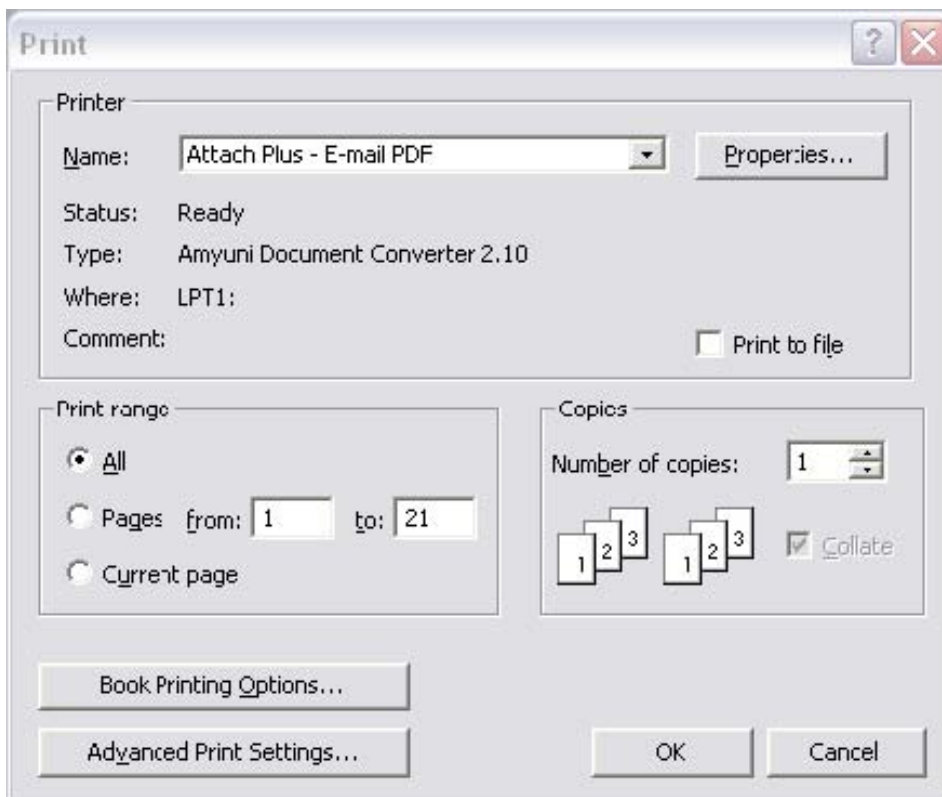 Print
Printer
Name: Attach Plus - E-mail PDF Properties...
Status: Ready
Type: Amyuni Document Converter 2.10
Where: LPT1:
Comment: Print to file
Print range
All
Pages from: 1 to: 21
Current page
Copies
Number of copies: 1
1 2 3 1 2 3 Collate
Book Printing Options...
Advanced Print Settings... OK Cancel